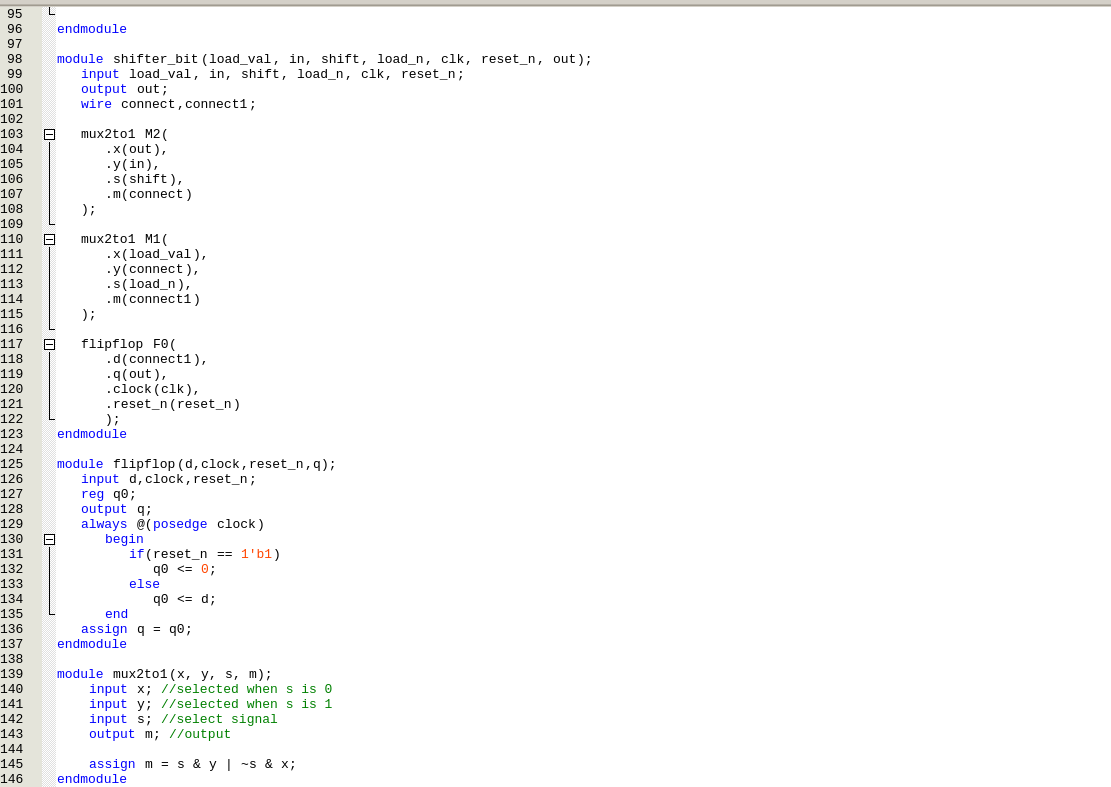 95
96 endmodule
97
98 module shifter_bit(load_val, in, shift, load_n, clk, reset_n, out);
99 input load_val, in, shift, load_n, clk, reset_n;
100 output out;
101 wire connect,connect1;
102
103 mux2to1 M2(
104 .x(out),
105 .y(in),
106 .s(shift),
107 .m(connect)
108 );
109
110 mux2to1 M1(
111 .x(load_val),
112 .y(connect),
113 .s(load_n),
114 .m(connect1)
115 );
116
117 flipflop F0(
118 .d(connect1),
119 .q(out),
120 .clock(clk),
121 .reset_n(reset_n)
122 );
123 endmodule
124
125 module flipflop(d,clock,reset_n,q);
126 input d,clock,reset_n;
127 reg q0;
128 output q;
129 always @(posedge clock)
130 begin
131 if(reset_n == 1'b1)
132 q0 <= 0;
133 else
134 q0 <= d;
135 end
136 assign q = q0;
137 endmodule
138
139 module mux2to1(x, y, s, m);
140 input x; //selected when s is 0
141 input y; //selected when s is 1
142 input s; //select signal
143 output m; //output
144
145 assign m = s & y | ~s & x;
146 endmodule